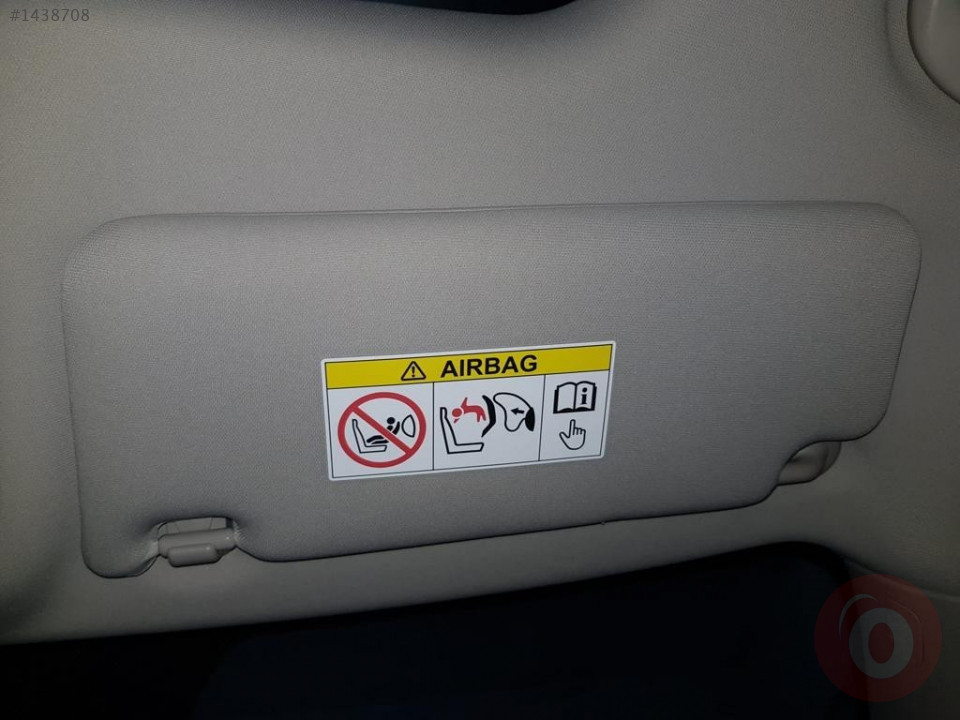 #1438708
AIRBAG
i
O